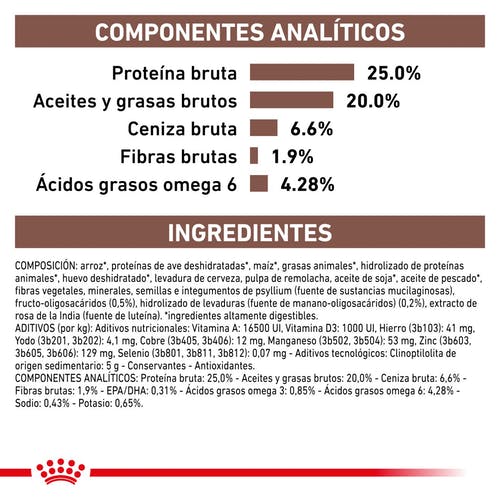 COMPONENTES ANALÍTICOS
Proteína bruta 25.0%
Aceites y grasas brutos 20.0%
Ceniza bruta 6.6%
Fibras brutas 1.9%
Ácidos grasos omega 6 4.28%
INGREDIENTES
COMPOSICIÓN: arroz*, proteínas de ave deshidratadas*, maíz*, grasas animales*, hidrolizado de proteínas
animales*, huevo deshidratado*, levadura de cerveza, pulpa de remolacha, aceite de soja*, aceite de pescado*,
fibras vegetales, minerales, semillas e integumentos de psyllium (fuente de sustancias mucilaginosas),
fructo-oligosacáridos (0,5%), hidrolizado de levaduras (fuente de manano-oligosacáridos) (0,2%), extracto de
rosa de la India (fuente de luteína). *ingredientes altamente digestibles.
ADITIVOS (por kg): Aditivos nutricionales: Vitamina A: 16500 UI, Vitamina D3: 1000 UI, Hierro (3b103): 41 mg,
Yodo (3b201, 3b202): 4,1 mg, Cobre (3b405, 3b406): 12 mg, Manganeso (3b502, 3b504): 53 mg, Zinc (3b603,
3b605, 3b606): 129 mg, Selenio (3b801, 3b811, 3b812): 0,07 mg - Aditivos tecnológicos: Clinoptilolita de
origen sedimentario: 5 g - Conservantes - Antioxidantes.
COMPONENTES ANALÍTICOS: Proteína bruta: 25,0% - Aceites y grasas brutos: 20,0% - Ceniza bruta: 6,6% -
Fibras brutas: 1,9% - EPA/DHA: 0,31% - Ácidos grasos omega 3: 0,85% - Ácidos grasos omega 6: 4,28% -
Sodio: 0,43% - Potasio: 0,65%.